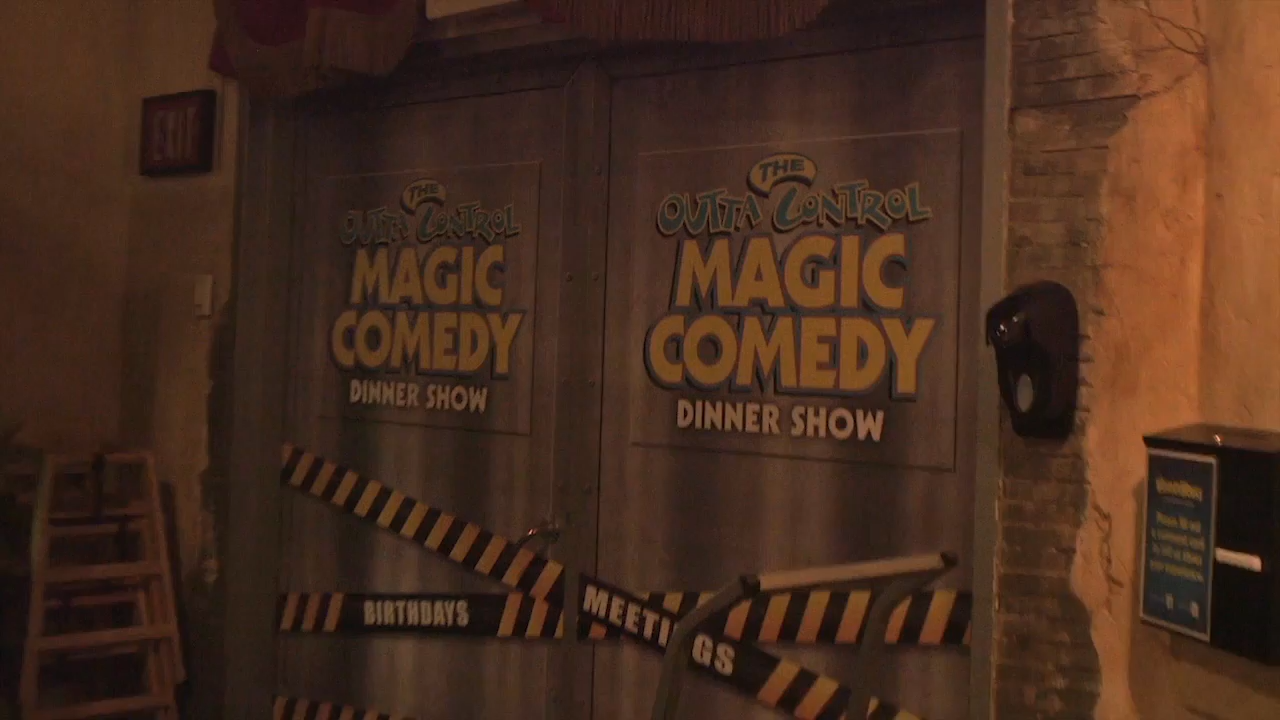 EXIT
THE
OUTTA CONTROL
MAGIC
COMEDY
DINNER SHOW
THE
OUTTA CONTROL
MAGIC
COMEDY
DINNER SHOW
BIRTHDAYS
MEETINGS